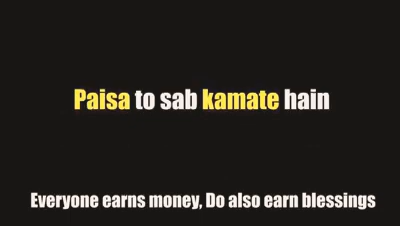 Paisa to sab kamate hain
Everyone earns money, Do also earn blessings